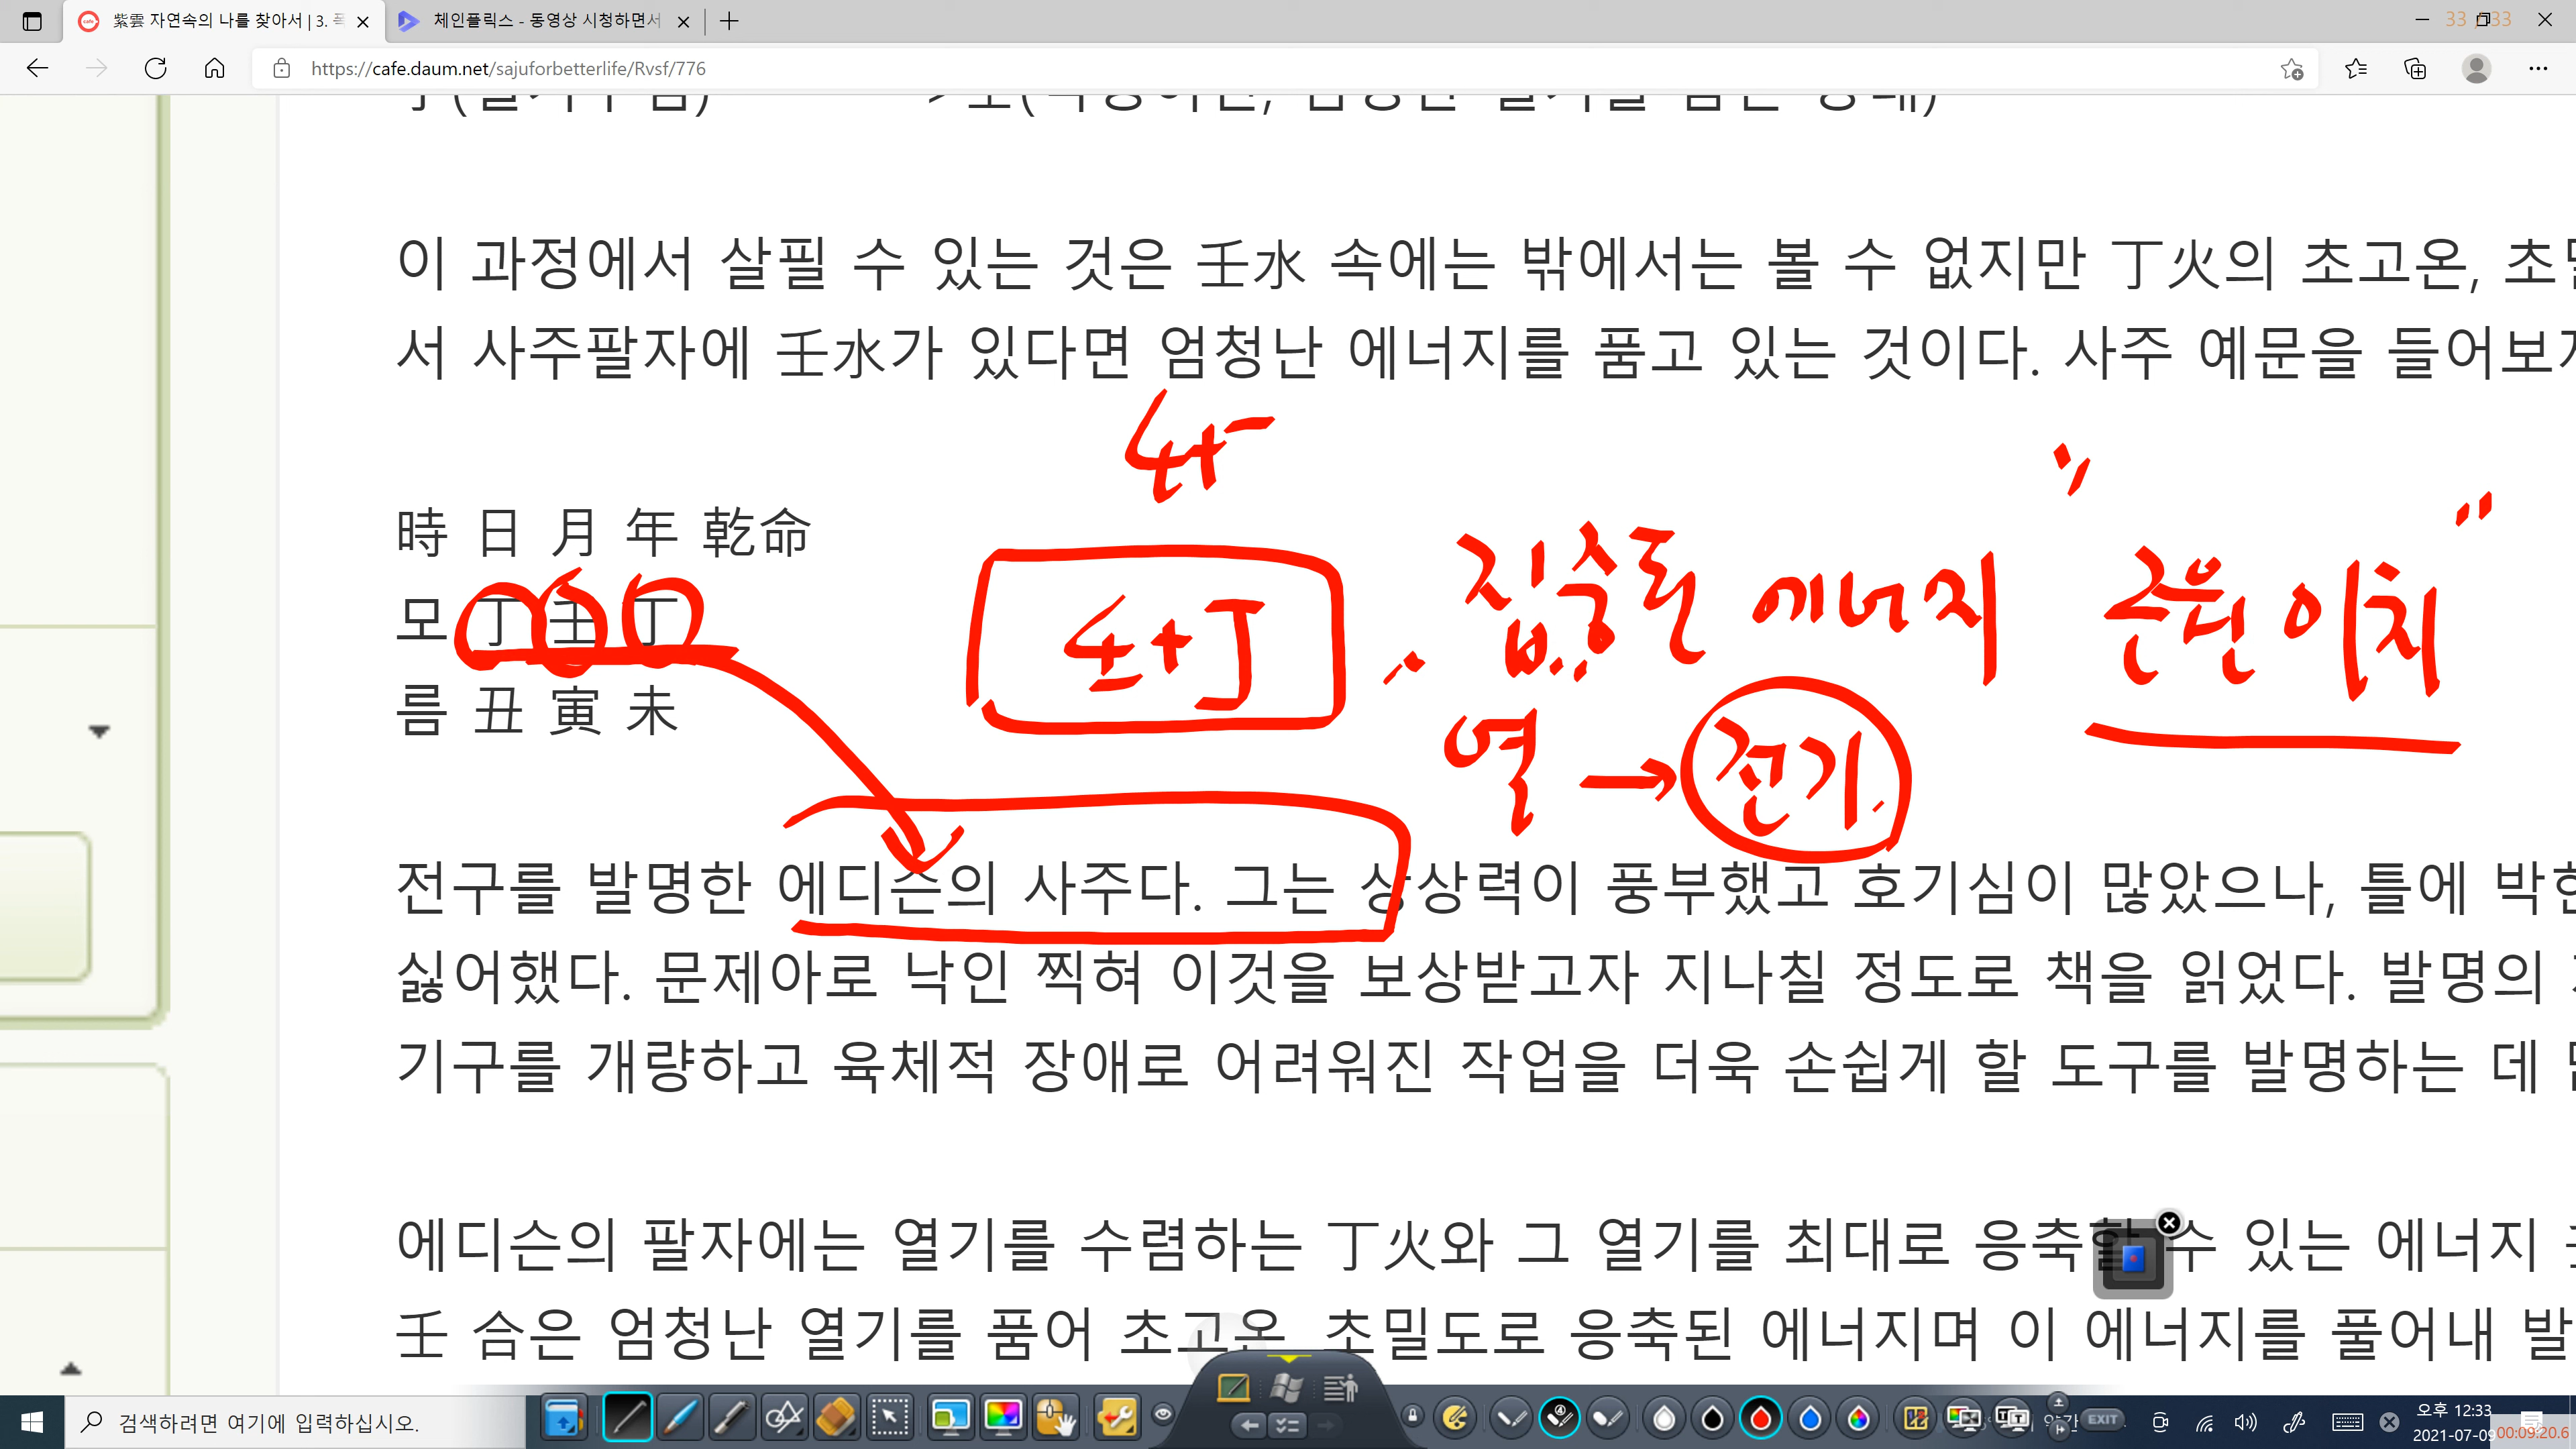 紫雲 자연속의 나를 찾아서 | 3.
체인플릭스 - 동영상 시청하면서
33 33
https://cafe.daum.net/sajuforbetterlife/Rvsf/776
이 과정에서 살필 수 있는 것은 壬水 속에는 밖에서는 볼 수 없지만 丁火의 초고온,
서 사주팔자에 壬水가 있다면 엄청난 에너지를 품고 있는 것이다. 사주 예문을 들어보
時 日 月 年 乾命
모 丁 壬 丁
름 丑 寅 未
집중된 에너지
" 근원이치 "
열 → 전기
전구를 발명한 에디슨의 사주다. 그는 상상력이 풍부했고 호기심이 많았으나, 틀에
싫어했다. 문제아로 낙인 찍혀 이것을 보상받고자 지나칠 정도로 책을 읽었다. 발명의
기구를 개량하고 육체적 장애로 어려워진 작업을 더욱 손쉽게 할 도구를 발명하는 데
에디슨의 팔자에는 열기를 수렴하는 丁火와 그 열기를 최대로 응축할 수 있는 에너지
壬 合은 엄청난 열기를 품어 초고온, 초밀도로 응축된 에너지며 이 에너지를 풀어내 발
검색하려면 여기에 입력하십시오.
EXIT
오후 12:33
2021-07-09
00:09:20.6